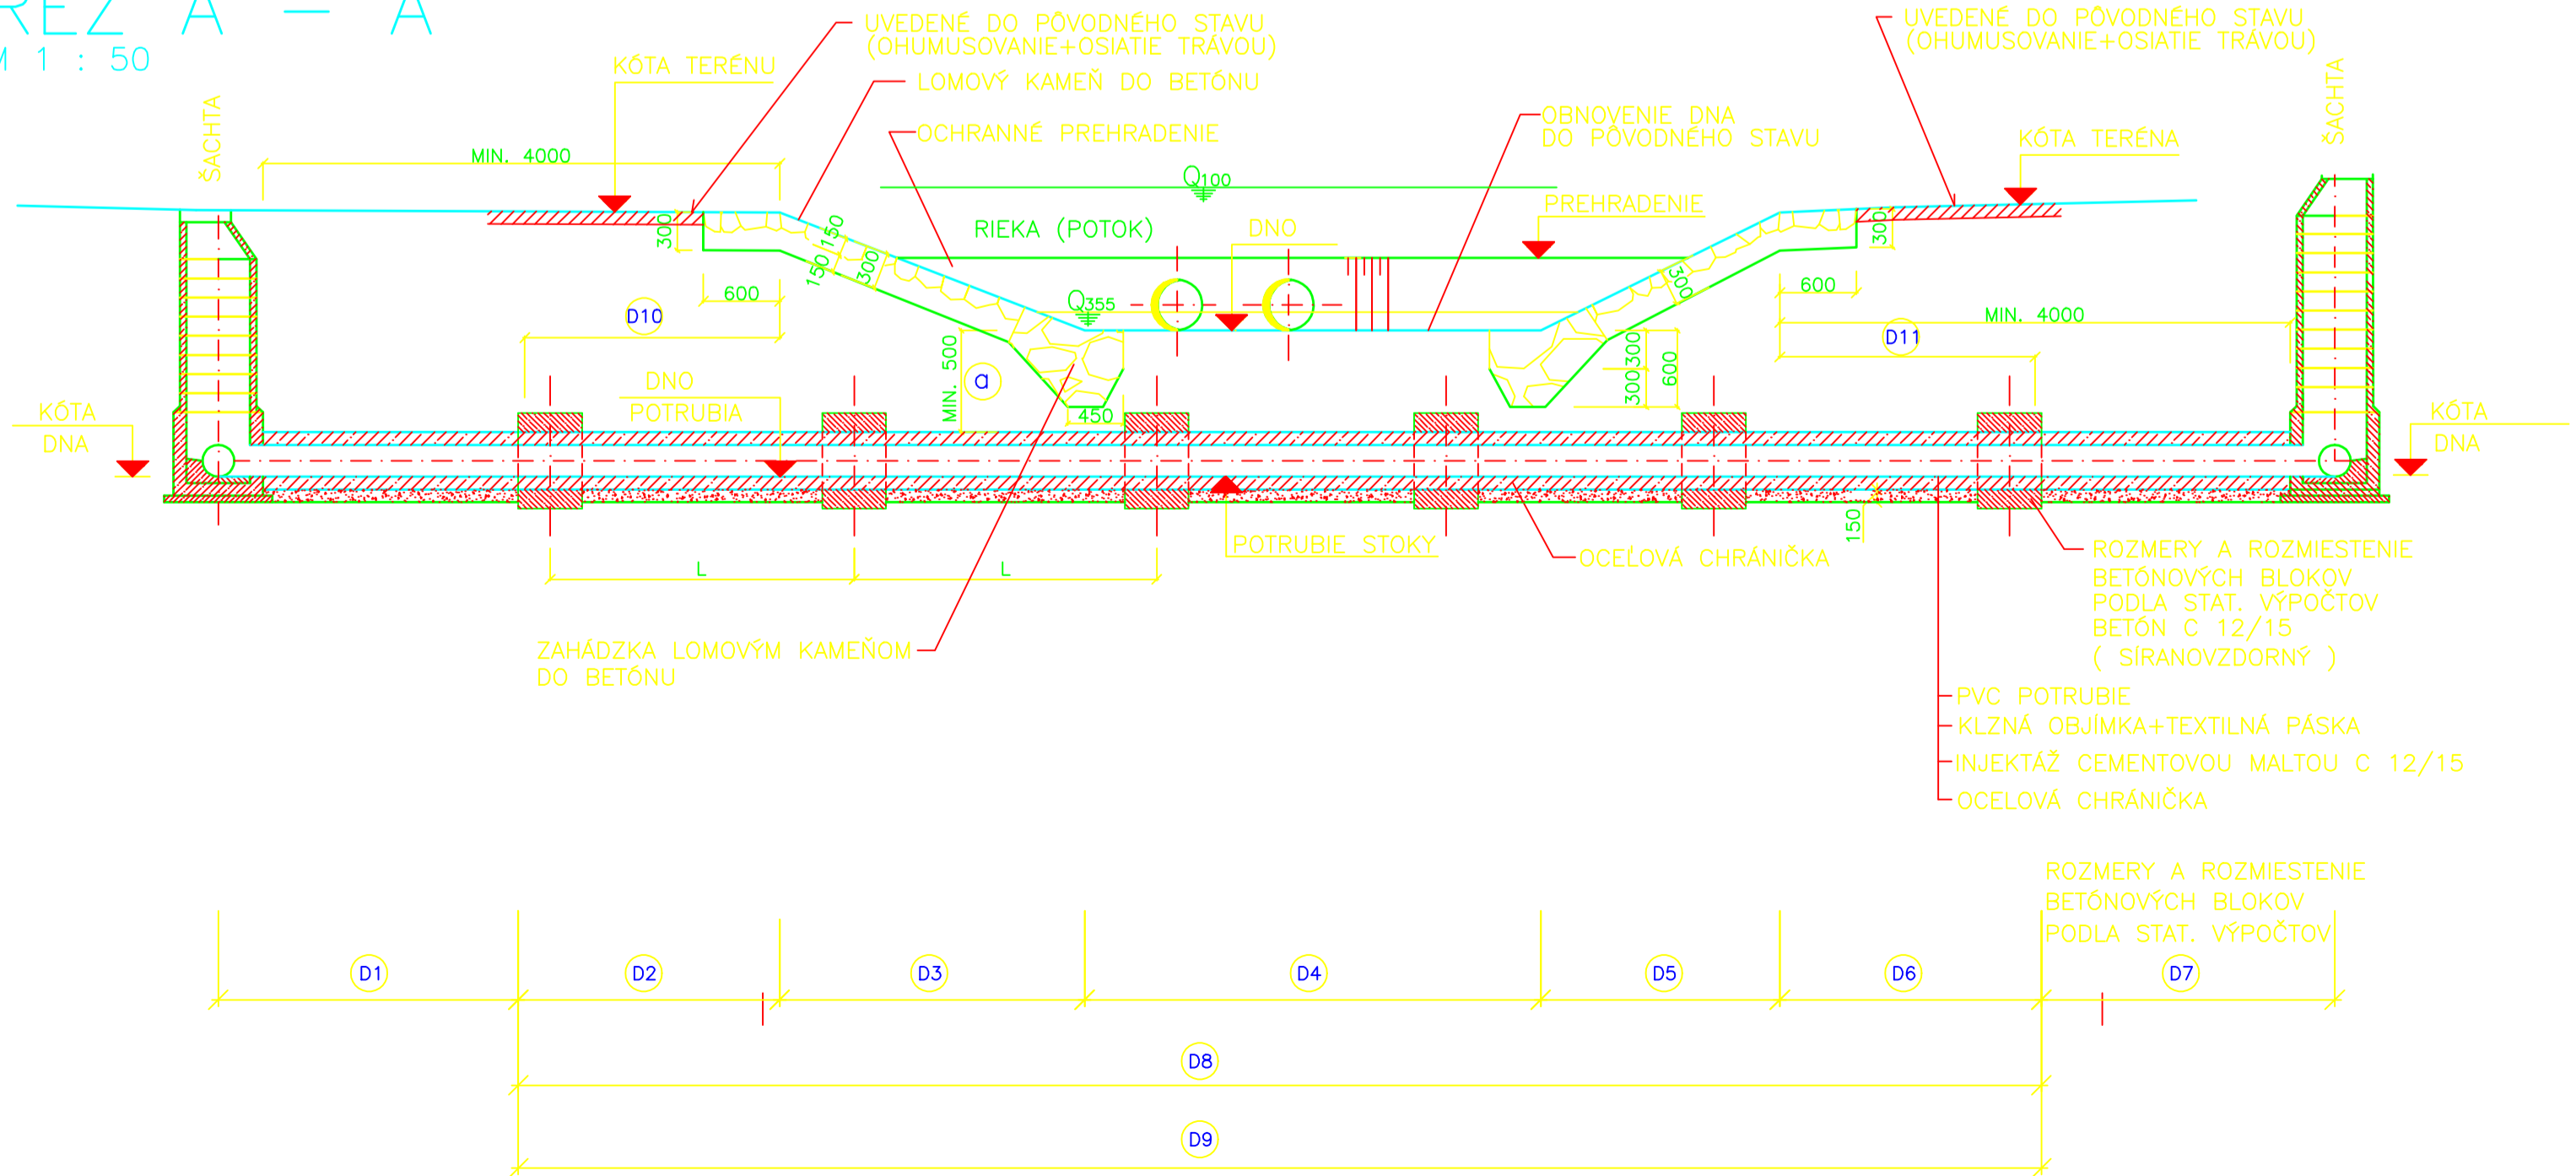 REZ A — A
M 1 : 50
ŠACHTA
KÓTA TERÉNU
UVEDENÉ DO PÔVODNÉHO STAVU
(OHUMUSOVANIE+OSIATIE TRÁVOU)
LOMOVÝ KAMEŇ DO BETÓNU
OCHRANNÉ PREHRADENIE
OBNOVENIE DNA
DO PÔVODNÉHO STAVU
UVEDENÉ DO PÔVODNÉHO STAVU
(OHUMUSOVANIE+OSIATIE TRÁVOU)
KÓTA TERÉNA
ŠACHTA
MIN. 4000
Q100
PREHRADENIE
RIEKA (POTOK)
DNO
300
150
150
300
600
D10
Q355
300
300
600
MIN. 4000
D11
MIN. 500
a
450
300
300
600
KÓTA
DNA
DNO
POTRUBIA
KÓTA
DNA
150
POTRUBIE STOKY
OCEĽOVÁ CHRÁNIČKA
L
L
ROZMERY A ROZMIESTENIE
BETÓNOVÝCH BLOKOV
PODLA STAT. VÝPOČTOV
BETÓN C 12/15
( SÍRANOVZDORNÝ )
ZAHÁDZKA LOMOVÝM KAMEŇOM
DO BETÓNU
PVC POTRUBIE
KLZNÁ OBJÍMKA+TEXTILNÁ PÁSKA
INJEKTÁŽ CEMENTOVOU MALTOU C 12/15
OCELOVÁ CHRÁNIČKA
ROZMERY A ROZMIESTENIE
BETÓNOVÝCH BLOKOV
PODLA STAT. VÝPOČTOV
D1
D2
D3
D4
D5
D6
D7
D8
D9